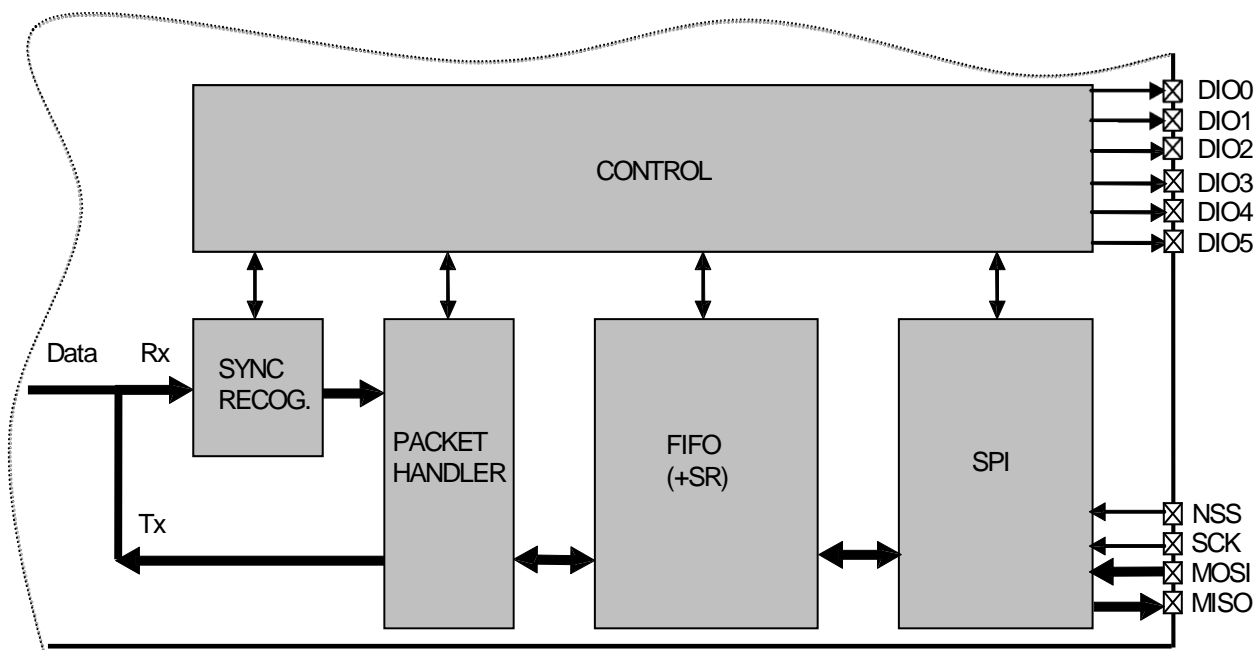 DIO0
DIO1
DIO2
DIO3
DIO4
DIO5
CONTROL
Data
Rx
SYNC
RECOG.
PACKET
HANDLER
FIFO
(+SR)
SPI
Tx
NSS
SCK
MOSI
MISO